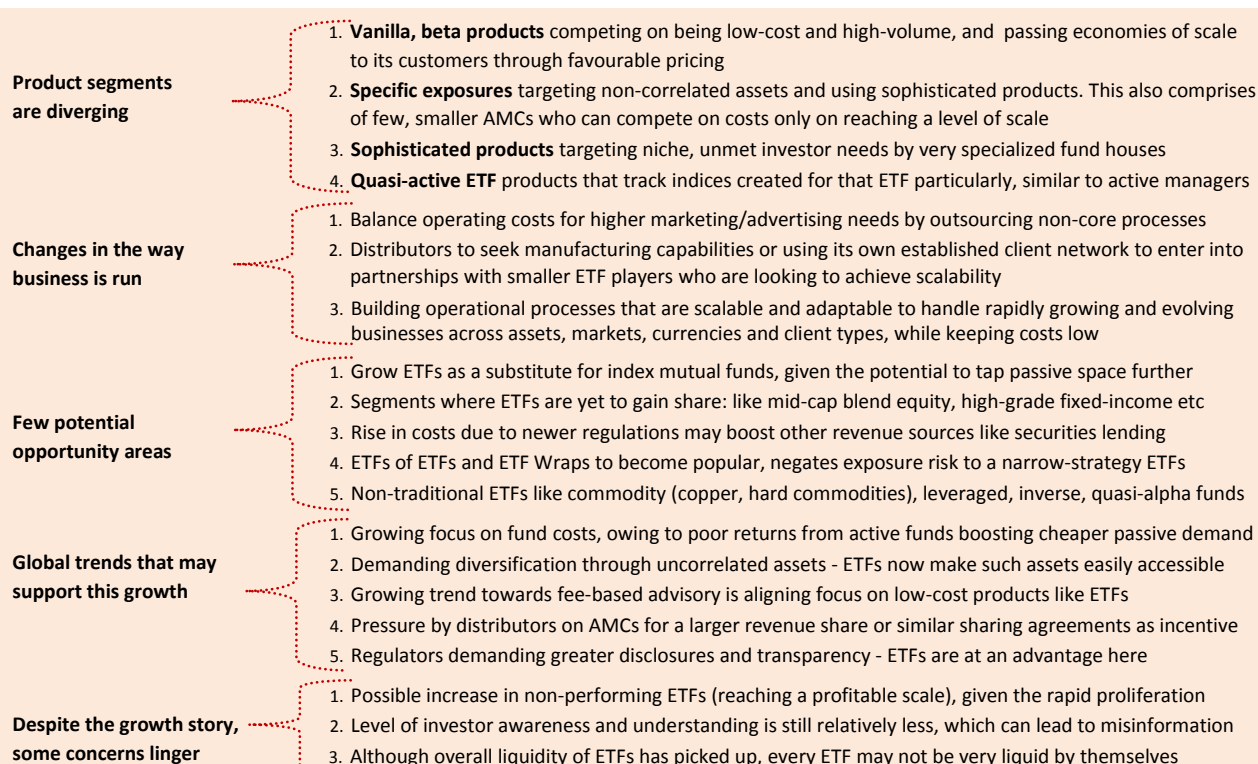 Product segments
are diverging
1. Vanilla, beta products competing on being low-cost and high-volume, and passing economies of scale
to its customers through favourable pricing
2. Specific exposures targeting non-correlated assets and using sophisticated products. This also comprises
of few, smaller AMCs who can compete on costs only on reaching a level of scale
3. Sophisticated products targeting niche, unmet investor needs by very specialized fund houses
4. Quasi-active ETF products that track indices created for that ETF particularly, similar to active managers
Changes in the way
business is run
1. Balance operating costs for higher marketing/advertising needs by outsourcing non-core processes
2. Distributors to seek manufacturing capabilities or using its own established client network to enter into
partnerships with smaller ETF players who are looking to achieve scalability
3. Building operational processes that are scalable and adaptable to handle rapidly growing and evolving
businesses across assets, markets, currencies and client types, while keeping costs low
Few potential
opportunity areas
1. Grow ETFs as a substitute for index mutual funds, given the potential to tap passive space further
2. Segments where ETFs are yet to gain share: like mid-cap blend equity, high-grade fixed-income etc
3. Rise in costs due to newer regulations may boost other revenue sources like securities lending
4. ETFs of ETFs and ETF Wraps to become popular, negates exposure risk to a narrow-strategy ETFs
5. Non-traditional ETFs like commodity (copper, hard commodities), leveraged, inverse, quasi-alpha funds
Global trends that may
support this growth
1. Growing focus on fund costs, owing to poor returns from active funds boosting cheaper passive demand
2. Demanding diversification through uncorrelated assets - ETFs now make such assets easily accessible
3. Growing trend towards fee-based advisory is aligning focus on low-cost products like ETFs
4. Pressure by distributors on AMCs for a larger revenue share or similar sharing agreements as incentive
5. Regulators demanding greater disclosures and transparency - ETFs are at an advantage here
Despite the growth story,
some concerns linger
1. Possible increase in non-performing ETFs (reaching a profitable scale), given the rapid proliferation
2. Level of investor awareness and understanding is still relatively less, which can lead to misinformation
3. Although overall liquidity of ETFs has picked up, every ETF may not be very liquid by themselves